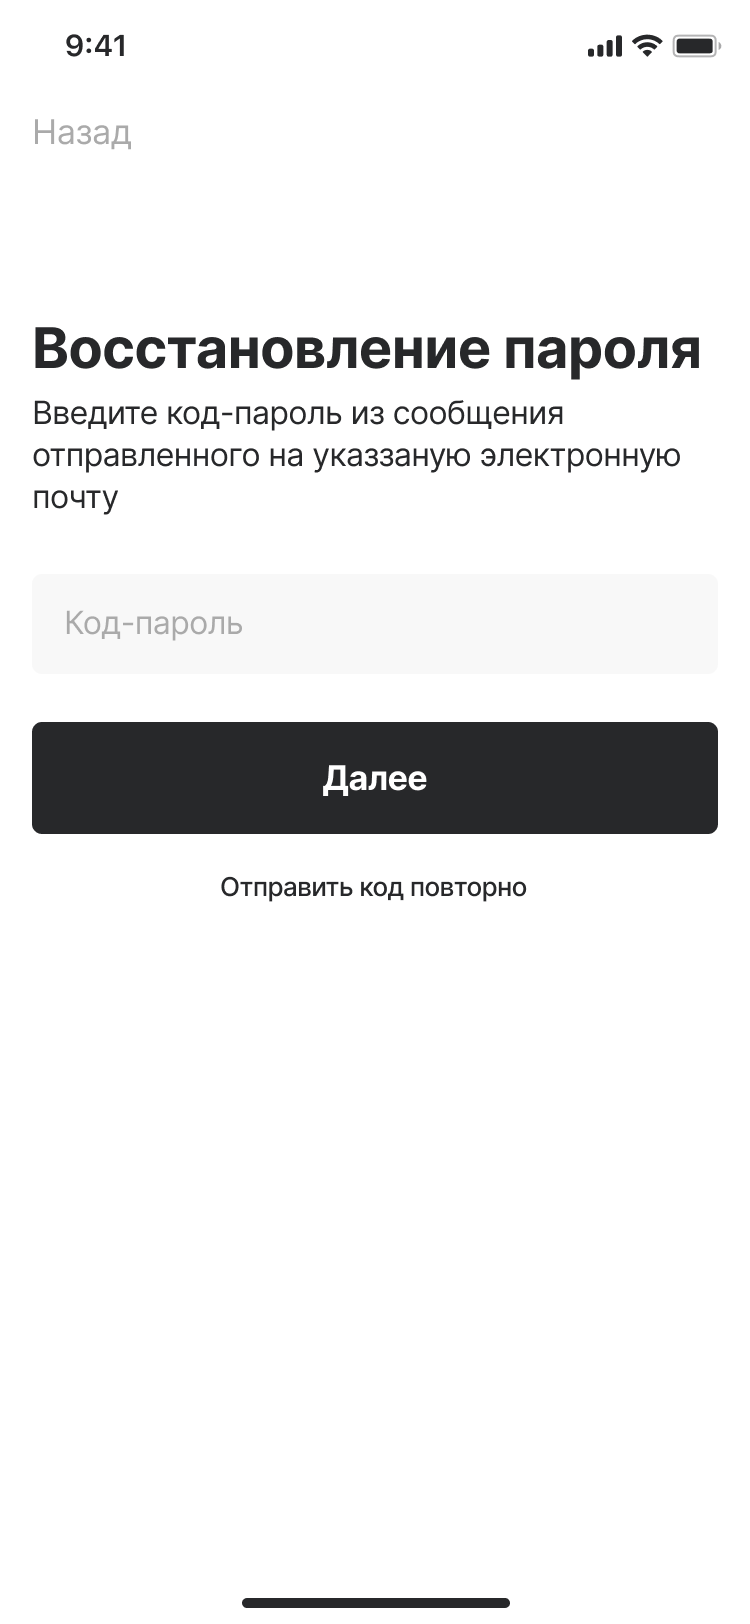 9:41
Назад
Восстановление пароля
Введите код-пароль из сообщения
отправленного на указзаную электронную
почту
Код-пароль
Далее
Отправить код повторно